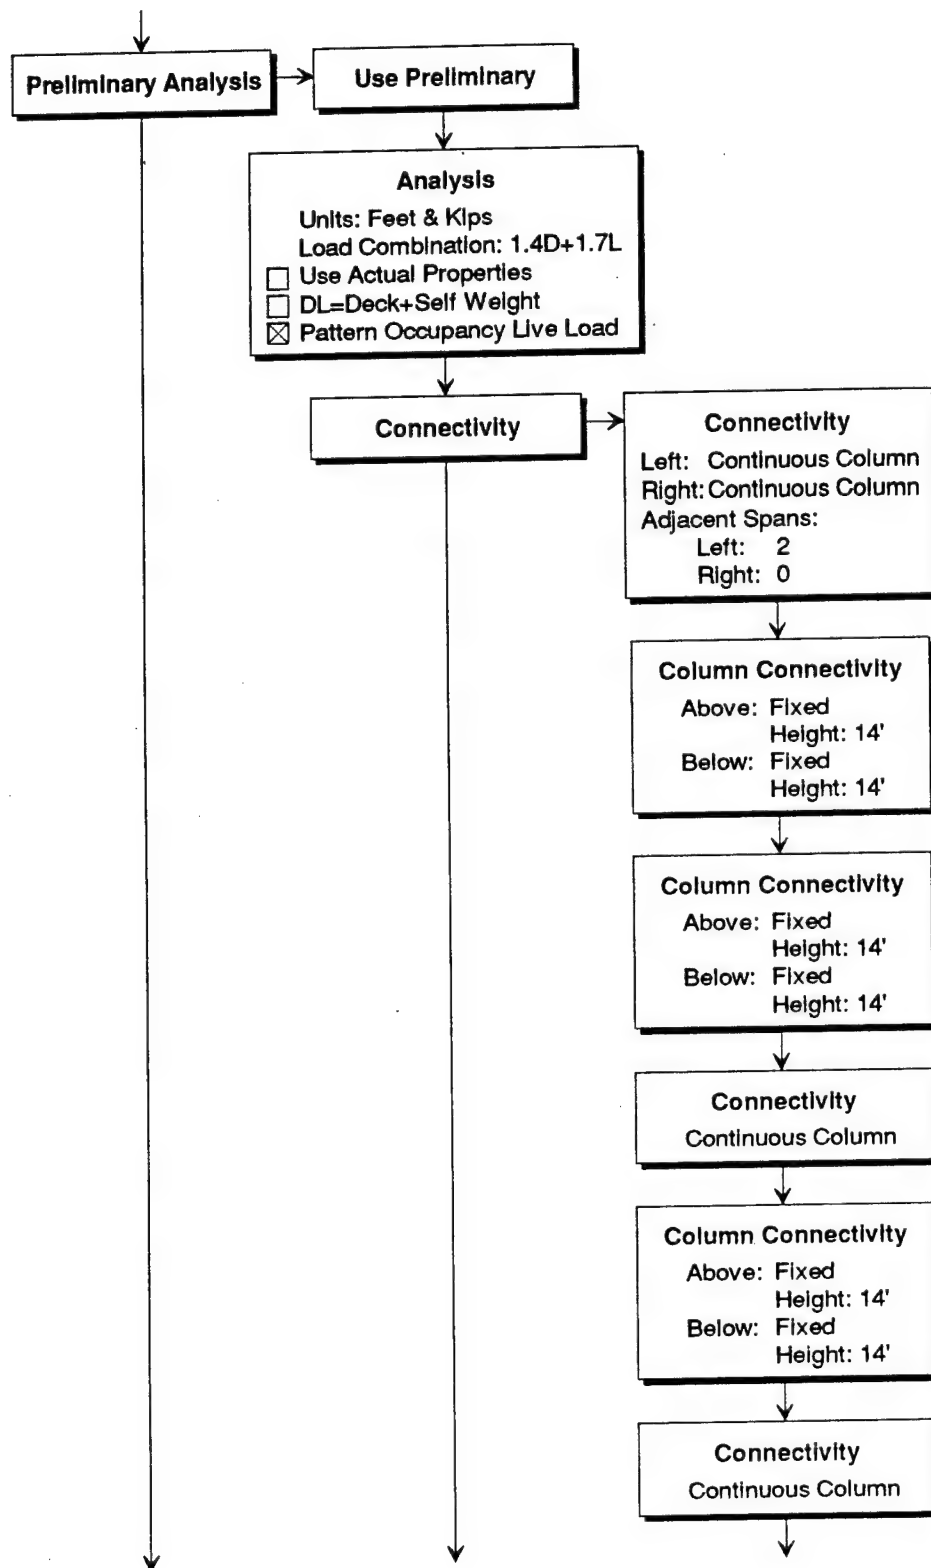 Preliminary Analysis
Use Preliminary
Analysis
Units: Feet & Kips
Load Combination: 1.4D+1.7L
Use Actual Properties
DL=Deck+Self Weight
Pattern Occupancy Live Load
Connectivity
Connectivity
Left: Continuous Column
Right: Continuous Column
Adjacent Spans:
Left: 2
Right: 0
Column Connectivity
Above: Fixed
Height: 14'
Below: Fixed
Height: 14'
Column Connectivity
Above: Fixed
Height: 14'
Below: Fixed
Height: 14'
Connectivity
Continuous Column
Column Connectivity
Above: Fixed
Height: 14'
Below: Fixed
Height: 14'
Connectivity
Continuous Column